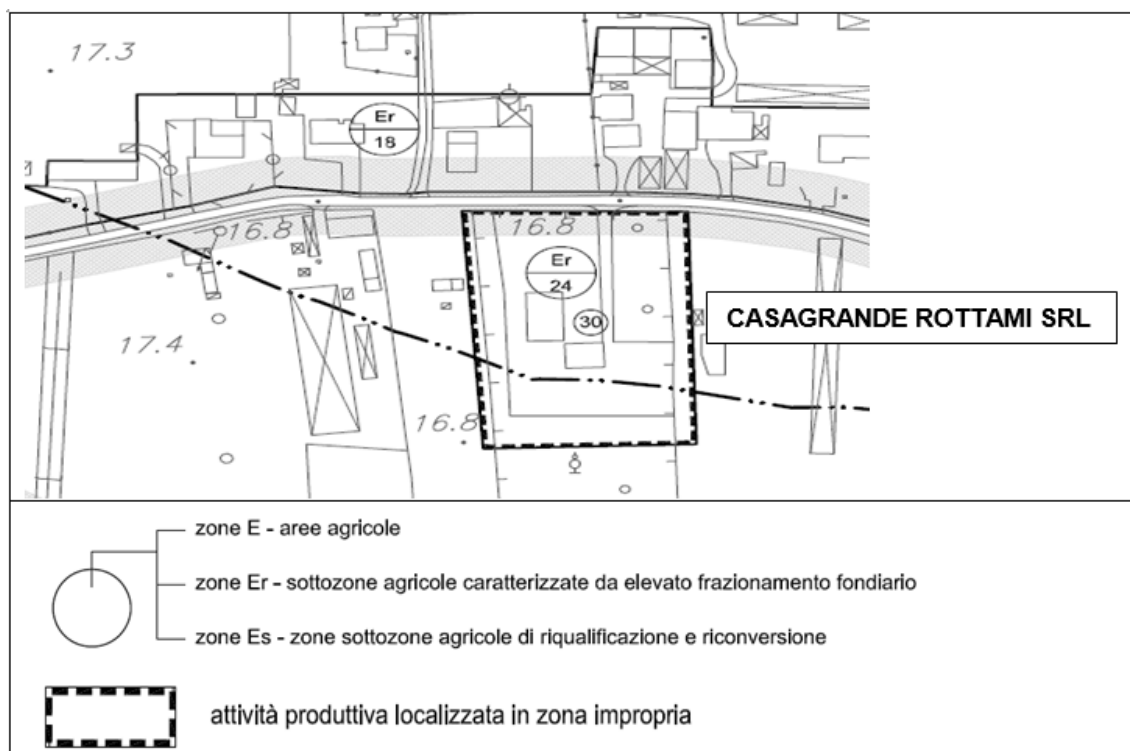 17.3
Er
18
16.8
16.8
Er
24
30
CASAGRANDE ROTTAMI SRL
17.4
16.8
zone E - aree agricole
zone Er - sottozone agricole caratterizzate da elevato frazionamento fondiario
zone Es - zone sottozone agricole di riqualificazione e riconversione
attività produttiva localizzata in zona impropria